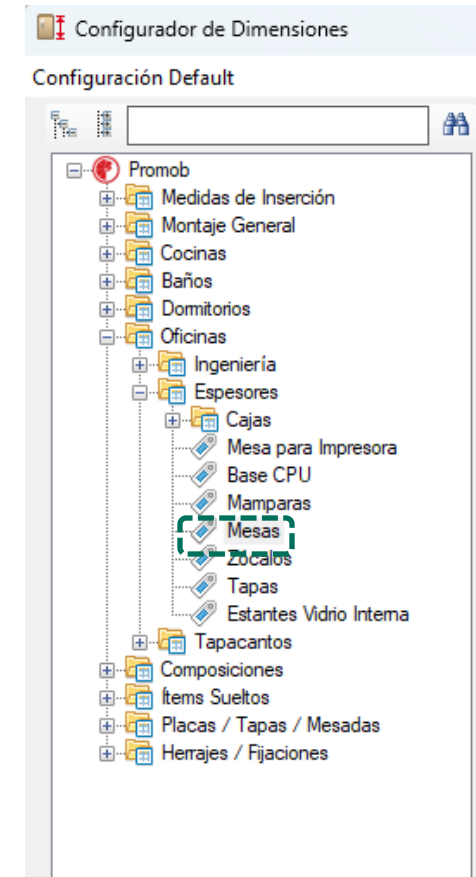 Configurador de Dimensiones
Configuración Default
Promob
Medidas de Inserción
Montaje General
Cocinas
Baños
Dormitorios
Oficinas
Ingeniería
Espesores
Cajas
Mesa para Impresora
Base CPU
Mamparas
Mesas
Zócalos
Tapas
Estantes Vidrio Interna
Tapacantos
Composiciones
Ítems Sueltos
Placas / Tapas / Mesadas
Herrajes / Fijaciones